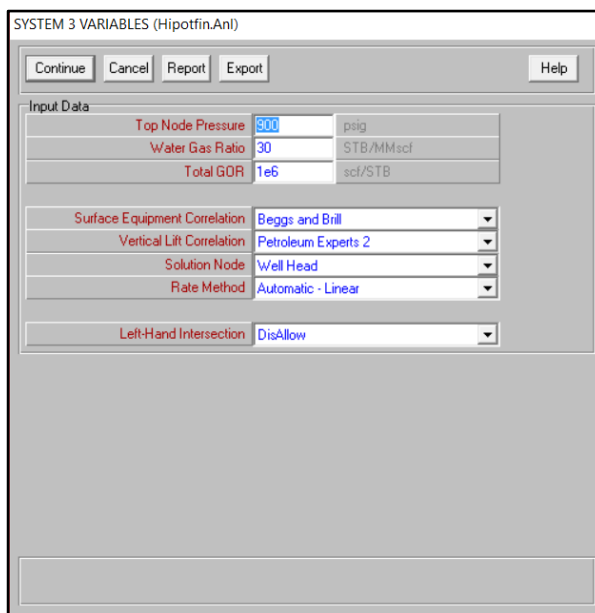 SYSTEM 3 VARIABLES (Hipotfin.Anl)
Continue Cancel Report Export Help
Input Data
Top Node Pressure 900 psig
Water Gas Ratio 30 STB/MMscf
Total GOR 1e6 scf/STB
Surface Equipment Correlation Beggs and Brill
Vertical Lift Correlation Petroleum Experts 2
Solution Node Well Head
Rate Method Automatic - Linear
Left-Hand Intersection DisAllow